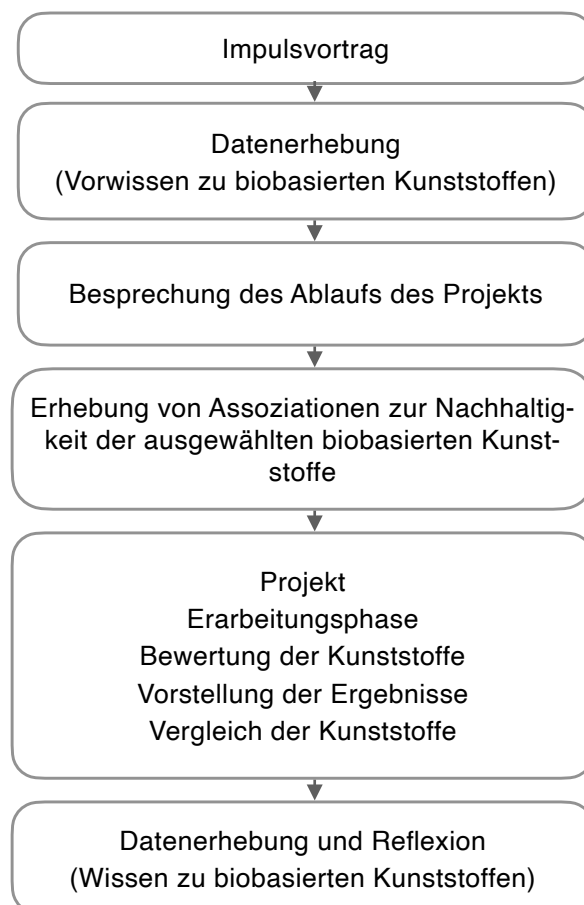 Impulsvortrag
Datenerhebung
(Vorwissen zu biobasierten Kunststoffen)
Besprechung des Ablaufs des Projekts
Erhebung von Assoziationen zur Nachhaltig-
keit der ausgewählten biobasierten Kunst-
stoffe
Projekt
Erarbeitungsphase
Bewertung der Kunststoffe
Vorstellung der Ergebnisse
Vergleich der Kunststoffe
Datenerhebung und Reflexion
(Wissen zu biobasierten Kunststoffen)